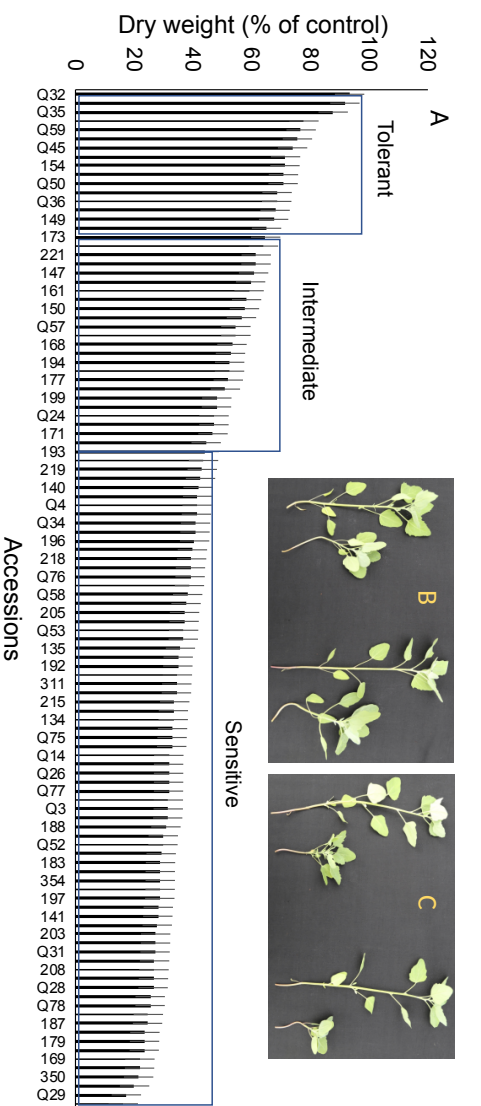 Dry weight (% of control)
0
20
40
60
80
100
120
A
Tolerant
Intermediate
Sensitive
B
C
Q32
Q35
Q59
Q45
154
Q50
Q36
149
173
221
147
161
150
Q57
168
194
177
199
Q24
171
193
219
140
Q4
Q34
196
218
Q76
Q58
205
Q53
135
192
311
215
134
Q75
Q14
Q26
Q77
Q3
188
Q52
183
354
197
141
203
Q31
208
Q28
Q78
187
179
169
350
Q29
Accessions